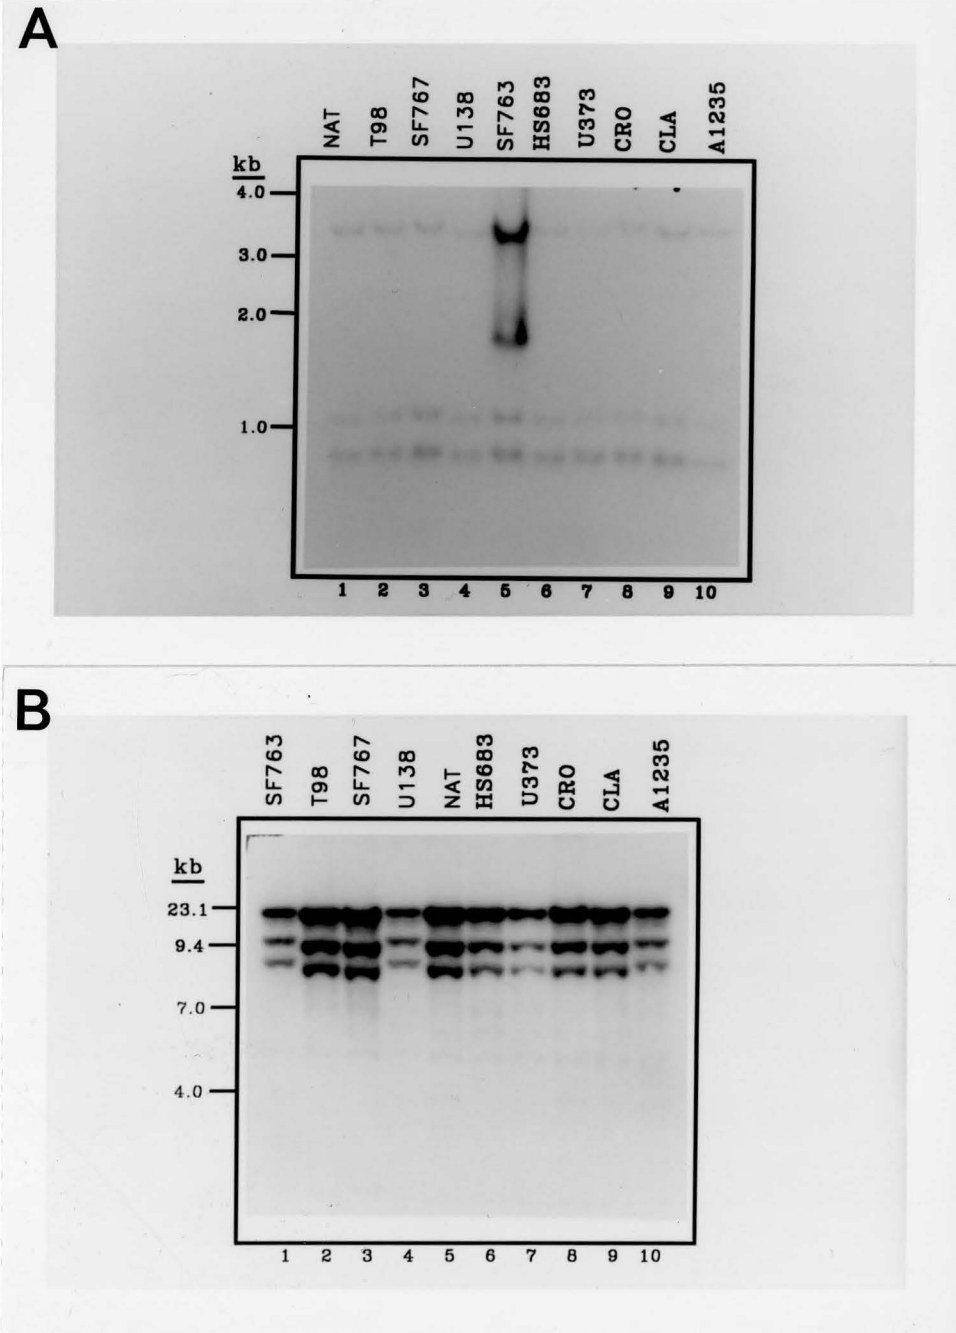 A
NAT T98 SF767 U138 SF763 HS683 U373 CRO CLA A1235
kb
4.0
3.0
2.0
1.0
1 2 3 4 5 6 7 8 9 10
B
SF763 T98 SF767 U138 NAT HS683 U373 CRO CLA A1235
kb
23.1
9.4
7.0
4.0
1 2 3 4 5 6 7 8 9 10